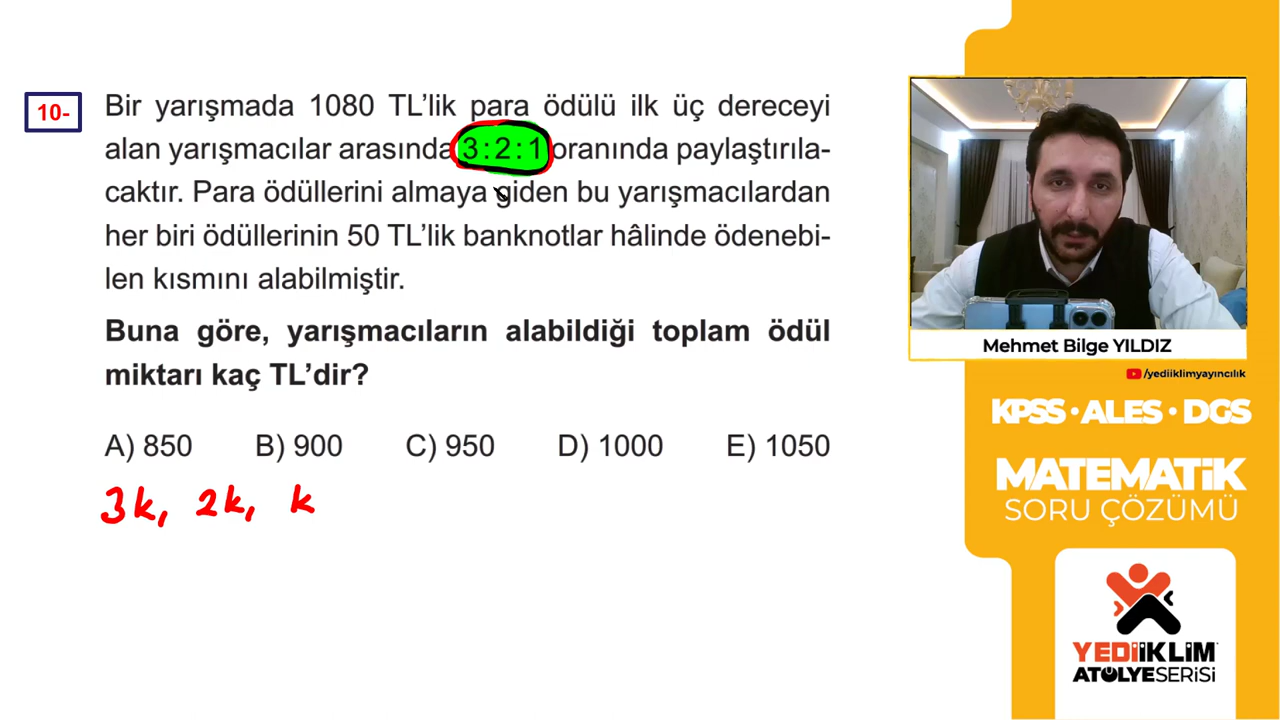 10-
Bir yarışmada 1080 TL’lik para ödülü ilk üç dereceyi
alan yarışmacılar arasında 3 : 2 : 1 oranında paylaştırıla-
caktır. Para ödüllerini almaya giden bu yarışmacılardan
her biri ödüllerinin 50 TL’lik banknotlar hâlinde ödenebi-
len kısmını alabilmiştir.
Buna göre, yarışmacıların alabildiği toplam ödül
miktarı kaç TL’dir?
A) 850 B) 900 C) 950 D) 1000 E) 1050
3k, 2k, k
Mehmet Bilge YILDIZ
/yediiklimyayıncılık
KPSS • ALES • DGS
MATEMATİK
SORU ÇÖZÜMÜ
YEDİİKLİM
ATÖLYESERİSİ